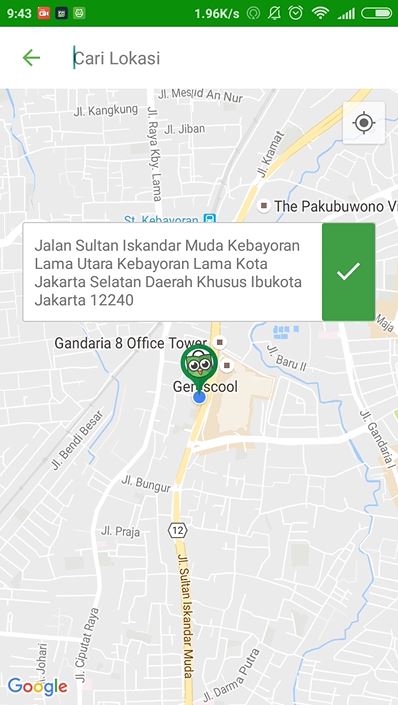 9:43
1.96K/s
Cari Lokasi
Jl. Mesjid An Nur
Jl. Kangkung
Jl. Jiban
Jl. Raya Kby. Lama
Jl. Kramat
The Pakubuwono Vi
St. Kebayoran
Jalan Sultan Iskandar Muda Kebayoran
Lama Utara Kebayoran Lama Kota
Jakarta Selatan Daerah Khusus Ibukota
Jakarta 12240
Maja
Gandaria 8 Office Tower
Jl. Baru II
Gemscool
Jl. Gandaria I
Jl. Bendi Besar
Jl. Bungur
Jl. Praja
12
Jl. Sultan Iskandar Muda
Jl. Ciputat Raya
Johari
Jl. Darma Putra
Google